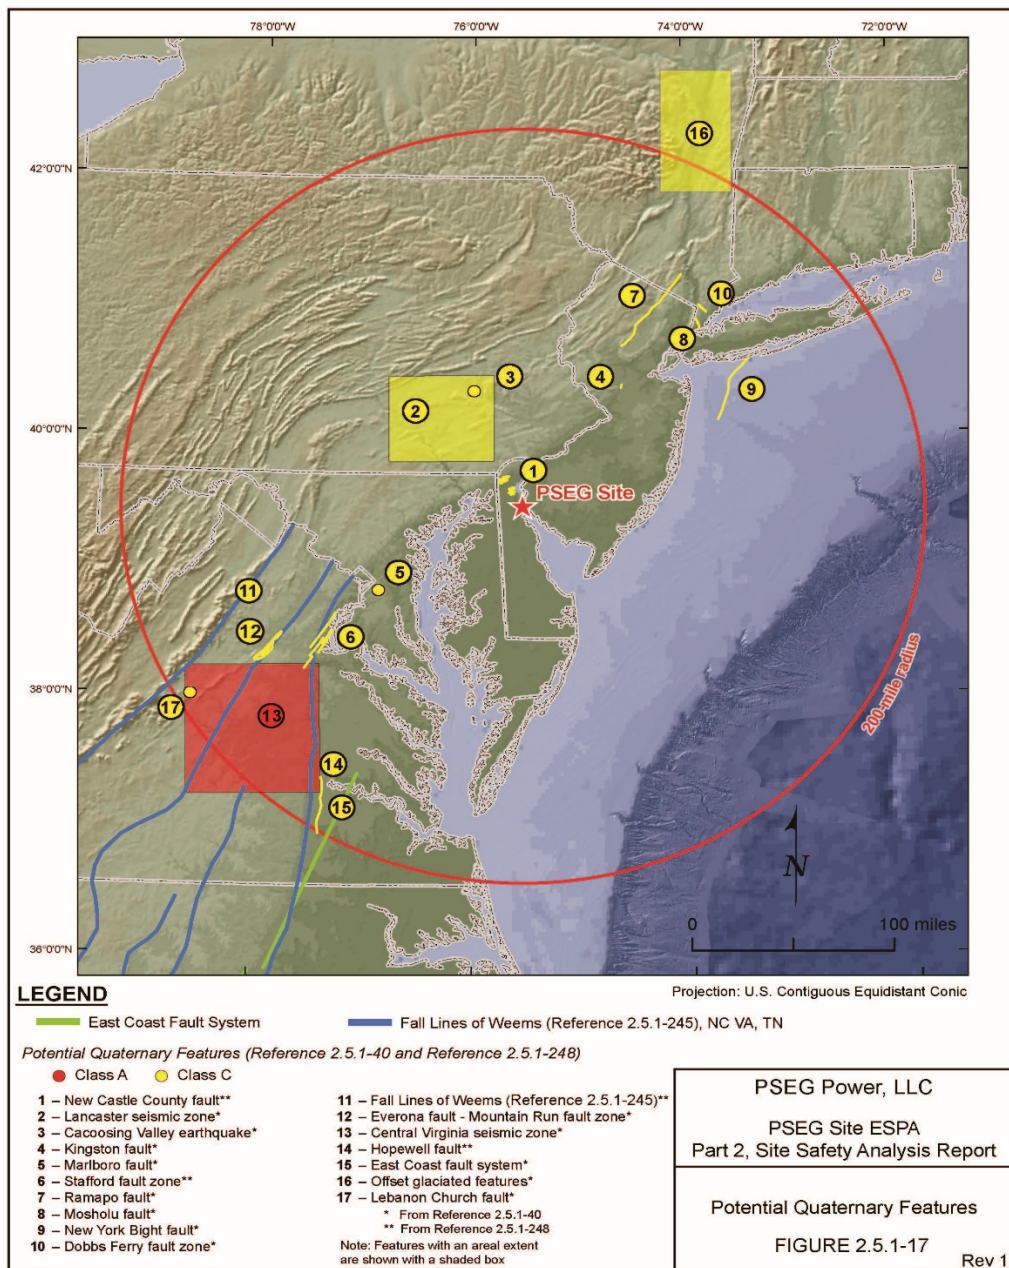 78°0'0"W 76°0'0"W 74°0'0"W 72°0'0"W
16
42°0'0"N
7
10
8
3
4
9
2
40°0'0"N
1
PSEG Site
5
11
12
6
200-mile radius
38°0'0"N
17
13
14
15
N
0 100 miles
36°0'0"N
LEGEND
Projection: U.S. Contiguous Equidistant Conic
East Coast Fault System
Fall Lines of Weems (Reference 2.5.1-245), NC VA, TN
Potential Quaternary Features (Reference 2.5.1-40 and Reference 2.5.1-248)
Class A
Class C
1 – New Castle County fault**
2 – Lancaster seismic zone*
3 – Cacoosing Valley earthquake*
4 – Kingston fault*
5 – Marlboro fault*
6 – Stafford fault zone**
7 – Ramapo fault*
8 – Mosholu fault*
9 – New York Bight fault*
10 – Dobbs Ferry fault zone*
11 – Fall Lines of Weems (Reference 2.5.1-245)**
12 – Everona fault - Mountain Run fault zone*
13 – Central Virginia seismic zone*
14 – Hopewell fault**
15 – East Coast fault system*
16 – Offset glaciated features*
17 – Lebanon Church fault*
* From Reference 2.5.1-40
** From Reference 2.5.1-248
Note: Features with an areal extent
are shown with a shaded box
PSEG Power, LLC
PSEG Site ESPA
Part 2, Site Safety Analysis Report
Potential Quaternary Features
FIGURE 2.5.1-17
Rev 1